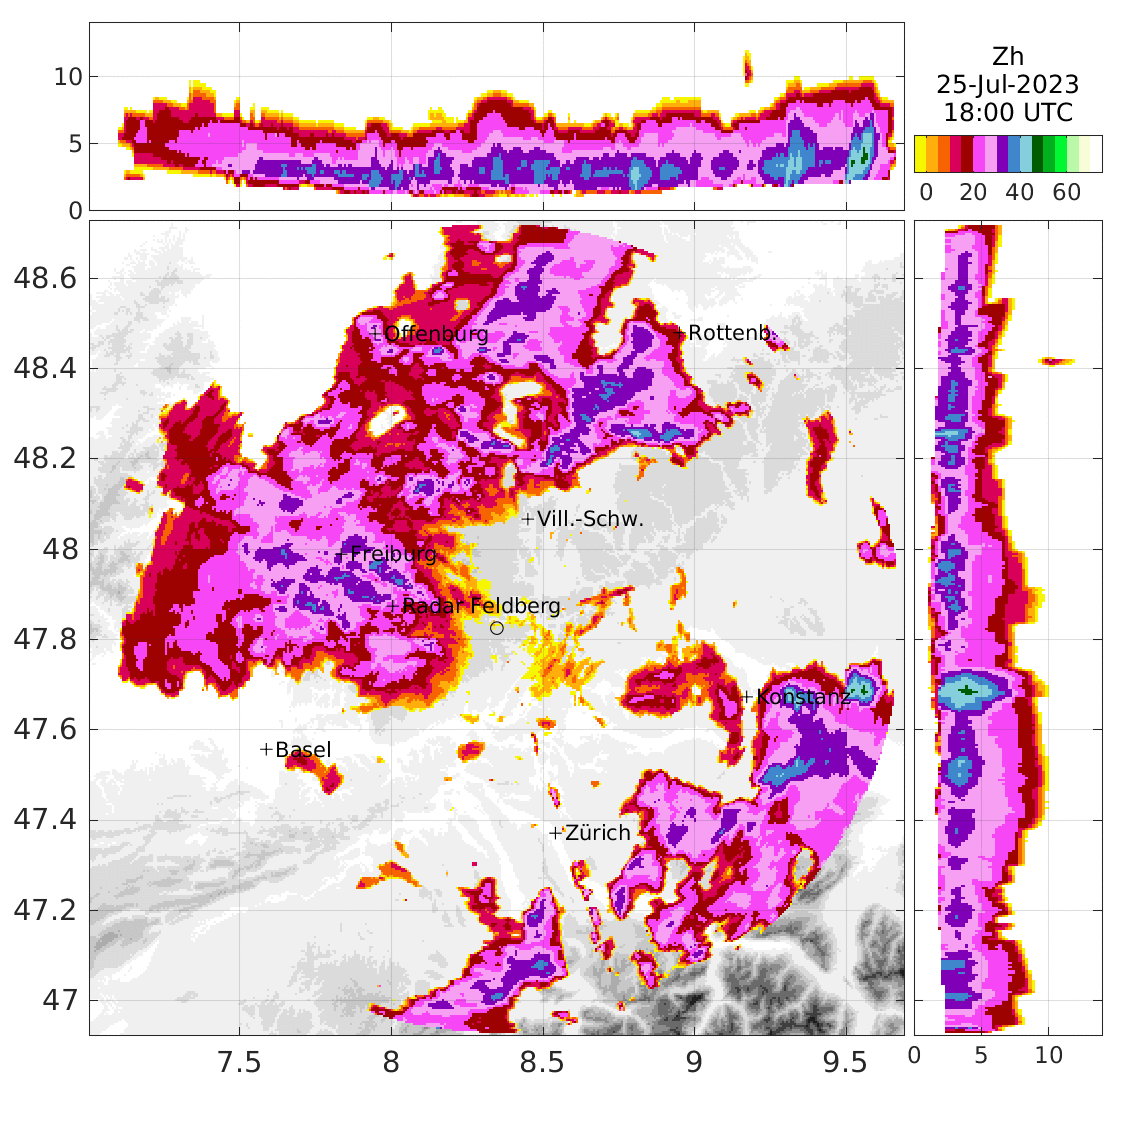 10
5
0
Zh
25-Jul-2023
18:00 UTC
0 20 40 60
48.6
48.4
48.2
48
47.8
47.6
47.4
47.2
47
+Offenburg
+Rottenb.
+Vill.-Schw.
+Freiburg
+Radar Feldberg
+Konstanz
+Basel
+Zürich
7.5 8 8.5 9 9.5
0 5 10